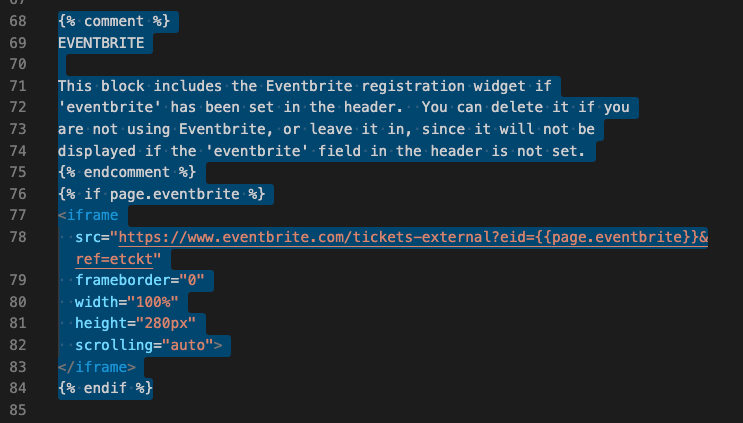 68 {% comment %}
69 EVENTBRITE
70
71 This block includes the Eventbrite registration widget if
72 'eventbrite' has been set in the header.  You can delete it if you
73 are not using Eventbrite, or leave it in, since it will not be
74 displayed if the 'eventbrite' field in the header is not set.
75 {% endcomment %}
76 {% if page.eventbrite %}
77 <iframe
78   src="https://www.eventbrite.com/tickets-external?eid={{page.eventbrite}}&
ref=etckt"
79   frameborder="0"
80   width="100%"
81   height="280px"
82   scrolling="auto">
83 </iframe>
84 {% endif %}
85